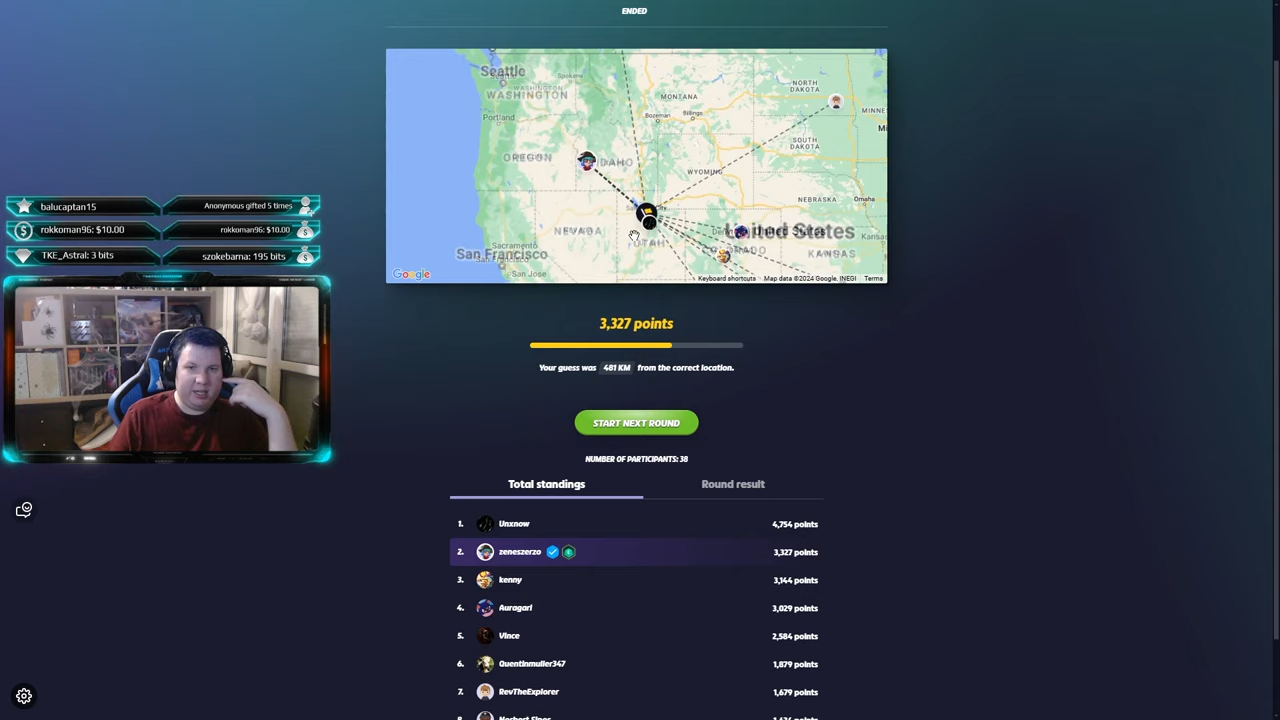 ENDED
Seattle
Spokane
WASHINGTON
MONTANA
NORTH
DAKOTA
Portland
Bozeman
Billings
MINNE
OREGON
IDAHO
SOUTH
DAKOTA
WYOMING
NEBRASKA
Omaha
NEVADA
UTAH
United States
COLORADO
KANSAS
Sacramento
San Francisco
San Jose
Google
Keyboard shortcuts
Map data ©2024 Google, INEGI
Terms
balucaptan15
Anonymous gifted 5 times
rokkoman96: $10.00
rokkoman96: $10.00
TKE_Astral: 3 bits
szokebarna: 195 bits
3,327 points
Your guess was 481 KM from the correct location.
START NEXT ROUND
NUMBER OF PARTICIPANTS: 38
Total standings
Round result
1. Unxnow 4,754 points
2. zeneszerzo 3,327 points
3. kenny 3,144 points
4. Auragarl 3,029 points
5. Vince 2,584 points
6. Quentinmuller347 1,879 points
7. RevTheExplorer 1,679 points